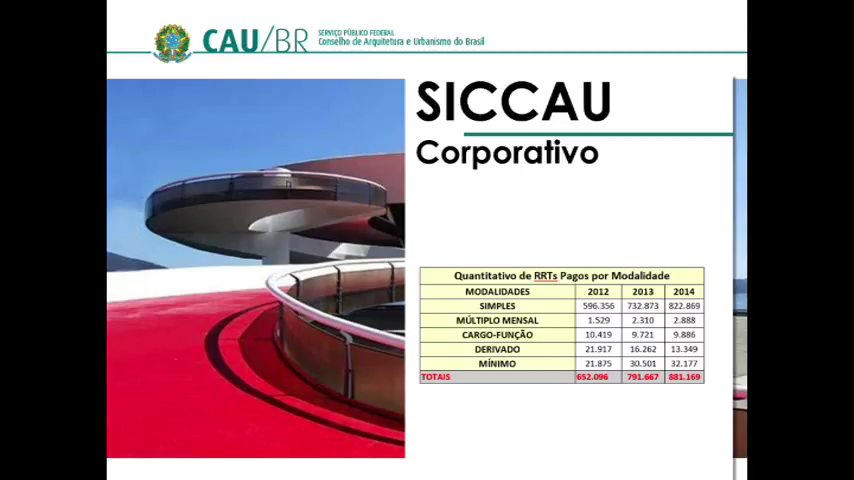 CAU/BR
SERVIÇO PÚBLICO FEDERAL
Conselho de Arquitetura e Urbanismo do Brasil
SICCAU
Corporativo
Quantitativo de RRTs Pagos por Modalidade
MODALIDADES 2012 2013 2014
SIMPLES 596.356 732.873 822.869
MÚLTIPLO MENSAL 1.529 2.310 2.888
CARGO-FUNÇÃO 10.419 9.721 9.886
DERIVADO 21.917 16.262 13.349
MÍNIMO 21.875 30.501 32.177
TOTAIS 652.096 791.667 881.169